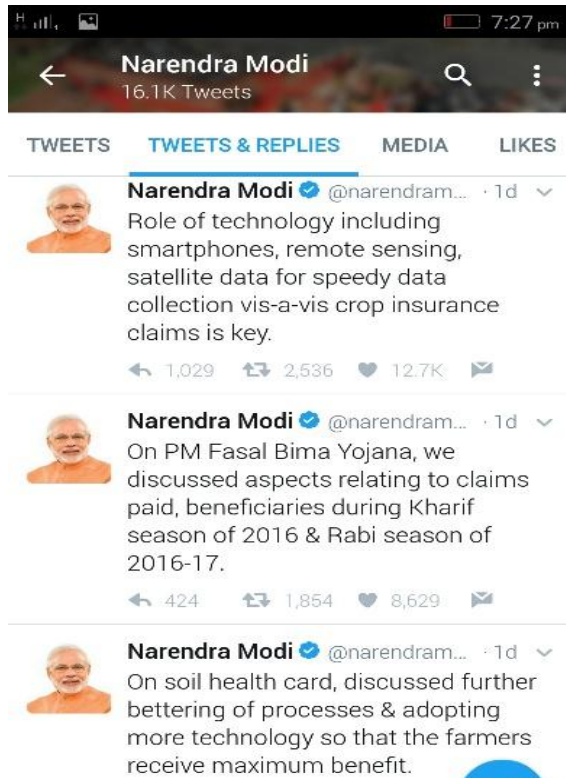 H 7:27 pm
Narendra Modi
16.1K Tweets
TWEETS TWEETS & REPLIES MEDIA LIKES
Narendra Modi @narendram... · 1d
Role of technology including
smartphones, remote sensing,
satellite data for speedy data
collection vis-a-vis crop insurance
claims is key.
1,029 2,536 12.7K
Narendra Modi @narendram... · 1d
On PM Fasal Bima Yojana, we
discussed aspects relating to claims
paid, beneficiaries during Kharif
season of 2016 & Rabi season of
2016-17.
424 1,854 8,629
Narendra Modi @narendram... · 1d
On soil health card, discussed further
bettering of processes & adopting
more technology so that the farmers
receive maximum benefit.